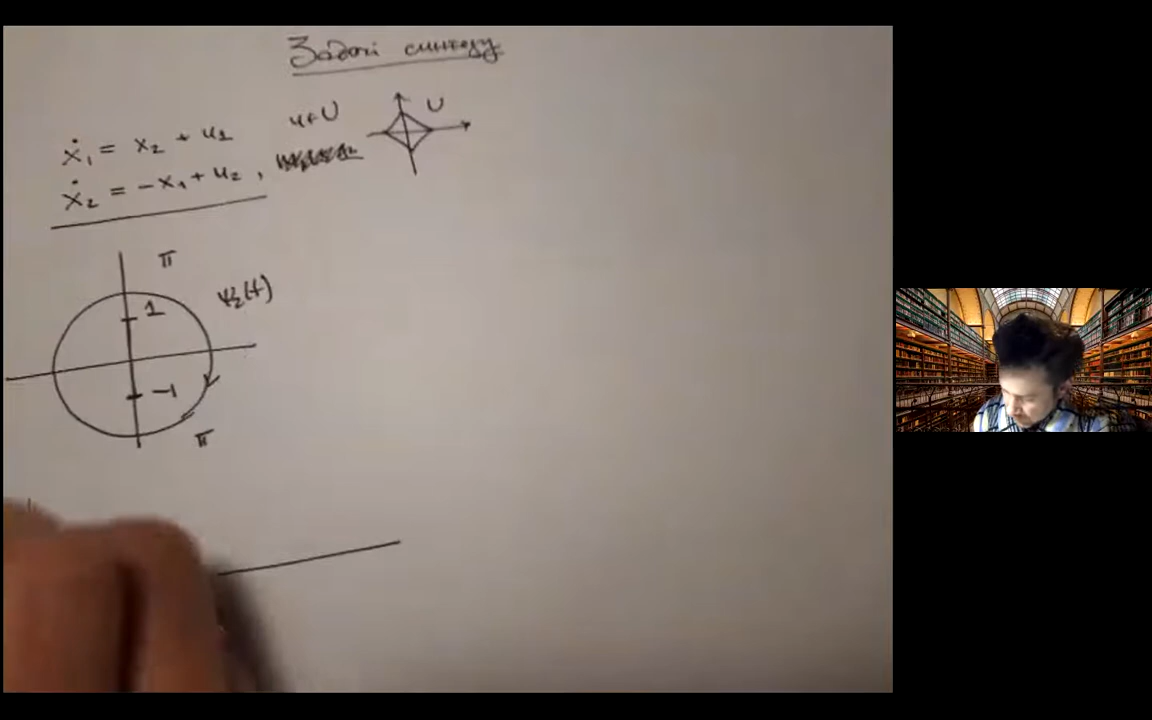 Задачі синтезу
ẋ₁ = x₂ + u₁
u ∈ U
U
ẋ₂ = -x₁ + u₂ ,
π
1
ψ₂(t)
-1
π